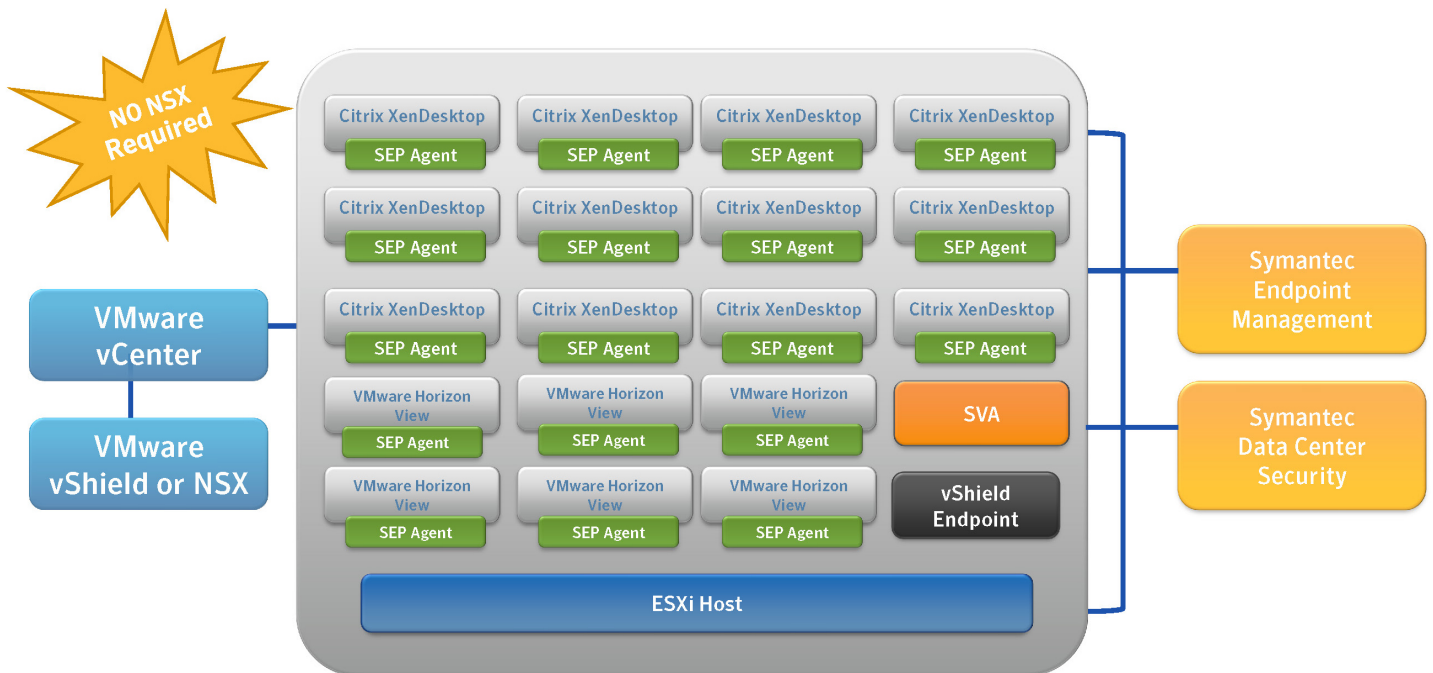 NO NSX
Required
Citrix XenDesktop
SEP Agent
Citrix XenDesktop
SEP Agent
Citrix XenDesktop
SEP Agent
Citrix XenDesktop
SEP Agent
Citrix XenDesktop
SEP Agent
Citrix XenDesktop
SEP Agent
Citrix XenDesktop
SEP Agent
Citrix XenDesktop
SEP Agent
Citrix XenDesktop
SEP Agent
Citrix XenDesktop
SEP Agent
Citrix XenDesktop
SEP Agent
Citrix XenDesktop
SEP Agent
VMware Horizon
View
SEP Agent
VMware Horizon
View
SEP Agent
VMware Horizon
View
SEP Agent
SVA
VMware Horizon
View
SEP Agent
VMware Horizon
View
SEP Agent
VMware Horizon
View
SEP Agent
vShield
Endpoint
ESXi Host
VMware
vCenter
VMware
vShield or NSX
Symantec
Endpoint
Management
Symantec
Data Center
Security